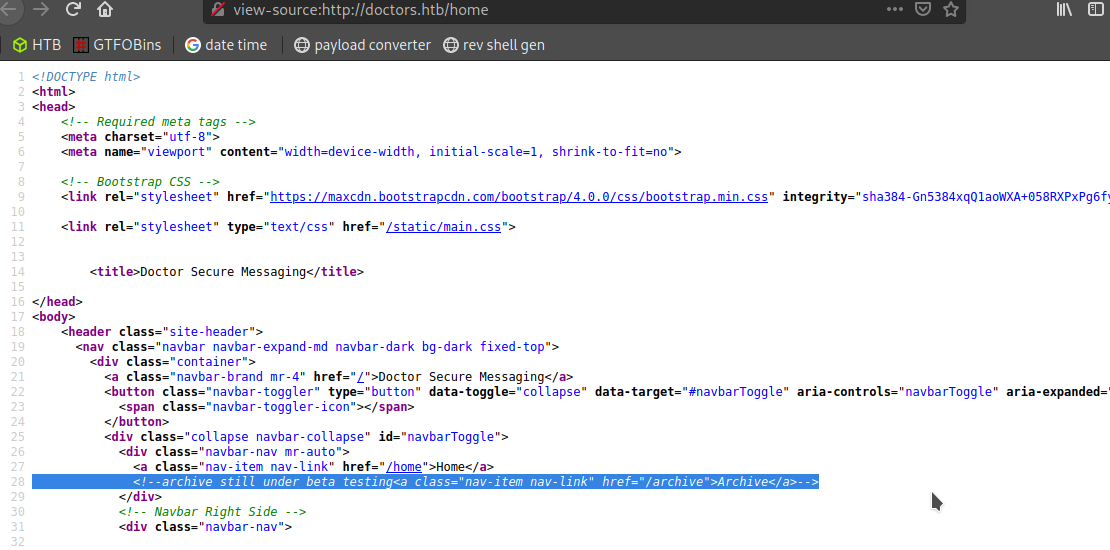 view-source:http://doctors.htb/home
HTB GTFOBins date time payload converter rev shell gen
1 <!DOCTYPE html>
2 <html>
3 <head>
4 <!-- Required meta tags -->
5 <meta charset="utf-8">
6 <meta name="viewport" content="width=device-width, initial-scale=1, shrink-to-fit=no">
7
8 <!-- Bootstrap CSS -->
9 <link rel="stylesheet" href="https://maxcdn.bootstrapcdn.com/bootstrap/4.0.0/css/bootstrap.min.css" integrity="sha384-Gn5384xqQ1aoWXA+058RXPxPg6fy
10
11 <link rel="stylesheet" type="text/css" href="/static/main.css">
12
13
14 <title>Doctor Secure Messaging</title>
15
16 </head>
17 <body>
18 <header class="site-header">
19 <nav class="navbar navbar-expand-md navbar-dark bg-dark fixed-top">
20 <div class="container">
21 <a class="navbar-brand mr-4" href="/">Doctor Secure Messaging</a>
22 <button class="navbar-toggler" type="button" data-toggle="collapse" data-target="#navbarToggle" aria-controls="navbarToggle" aria-expanded="
23 <span class="navbar-toggler-icon"></span>
24 </button>
25 <div class="collapse navbar-collapse" id="navbarToggle">
26 <div class="navbar-nav mr-auto">
27 <a class="nav-item nav-link" href="/home">Home</a>
28 <!--archive still under beta testing<a class="nav-item nav-link" href="/archive">Archive</a>-->
29 </div>
30 <!-- Navbar Right Side -->
31 <div class="navbar-nav">
32